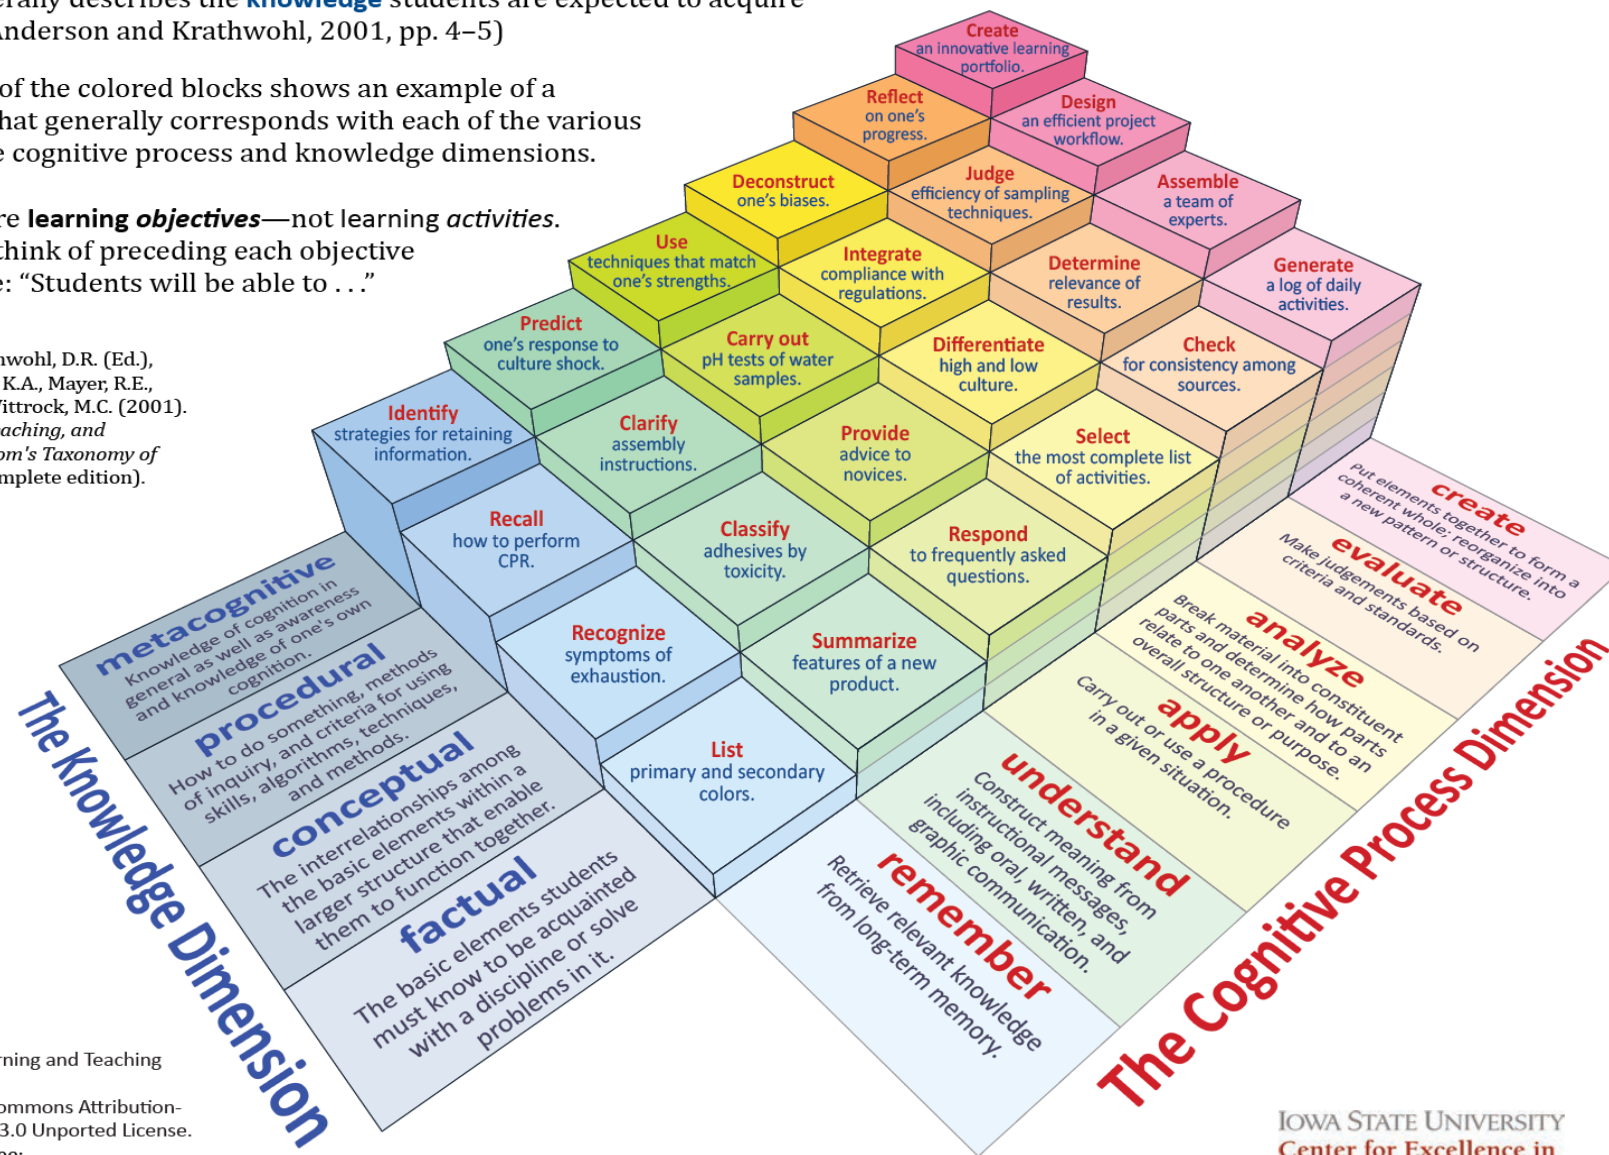 erally describes the knowledge students are expected to acquire
Anderson and Krathwohl, 2001, pp. 4–5)
of the colored blocks shows an example of a
hat generally corresponds with each of the various
e cognitive process and knowledge dimensions.
re learning objectives—not learning activities.
think of preceding each objective
e: “Students will be able to . . .”
hwohl, D.R. (Ed.),
K.A., Mayer, R.E.,
Wittrock, M.C. (2001).
aching, and
om's Taxonomy of
mplete edition).
Create
an innovative learning
portfolio.
Reflect
on one’s
progress.
Design
an efficient project
workflow.
Deconstruct
one’s biases.
Judge
efficiency of sampling
techniques.
Assemble
a team of
experts.
Use
techniques that match
one’s strengths.
Integrate
compliance with
regulations.
Determine
relevance of
results.
Generate
a log of daily
activities.
Predict
one’s response to
culture shock.
Carry out
pH tests of water
samples.
Differentiate
high and low
culture.
Check
for consistency among
sources.
Identify
strategies for retaining
information.
Clarify
assembly
instructions.
Provide
advice to
novices.
Select
the most complete list
of activities.
Recall
how to perform
CPR.
Classify
adhesives by
toxicity.
Respond
to frequently asked
questions.
Recognize
symptoms of
exhaustion.
Summarize
features of a new
product.
List
primary and secondary
colors.
metacognitive
Knowledge of cognition in
general as well as awareness
and knowledge of one's own
cognition.
procedural
How to do something, methods
of inquiry, and criteria for using
skills, algorithms, techniques,
and methods.
conceptual
The interrelationships among
the basic elements within a
larger structure that enable
them to function together.
factual
The basic elements students
must know to be acquainted
with a discipline or solve
problems in it.
The Knowledge Dimension
create
Put elements together to form a
coherent whole; reorganize into
a new pattern or structure.
evaluate
Make judgements based on
criteria and standards.
analyze
Break material into constituent
parts and determine how parts
relate to one another and to an
overall structure or purpose.
apply
Carry out or use a procedure
in a given situation.
understand
Construct meaning from
instructional messages,
including oral, written, and
graphic communication.
remember
Retrieve relevant knowledge
from long-term memory.
The Cognitive Process Dimension
rning and Teaching
ommons Attribution-
3.0 Unported License.
IOWA STATE UNIVERSITY
Center for Excellence in